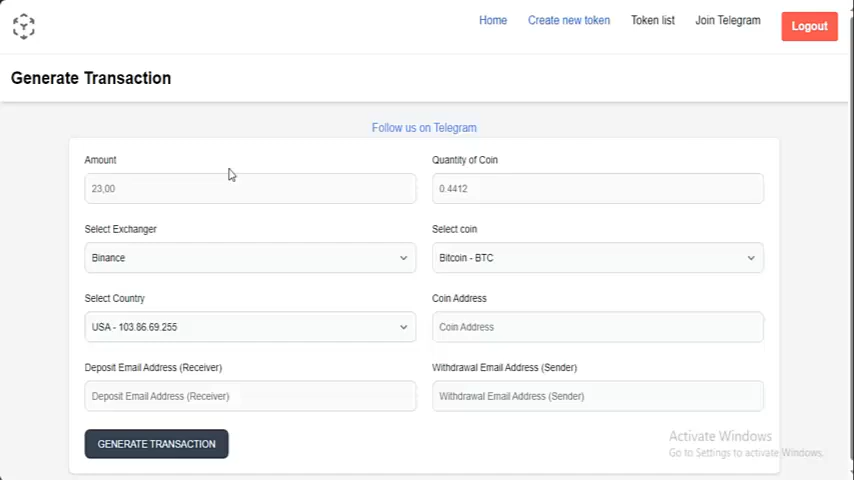 Home Create new token Token list Join Telegram Logout
Generate Transaction
Follow us on Telegram
Amount Quantity of Coin
23,00 0.4412
Select Exchanger Select coin
Binance Bitcoin - BTC
Select Country Coin Address
USA - 103.86.69.255 Coin Address
Deposit Email Address (Receiver) Withdrawal Email Address (Sender)
Deposit Email Address (Receiver) Withdrawal Email Address (Sender)
GENERATE TRANSACTION
Activate Windows
Go to Settings to activate Windows.